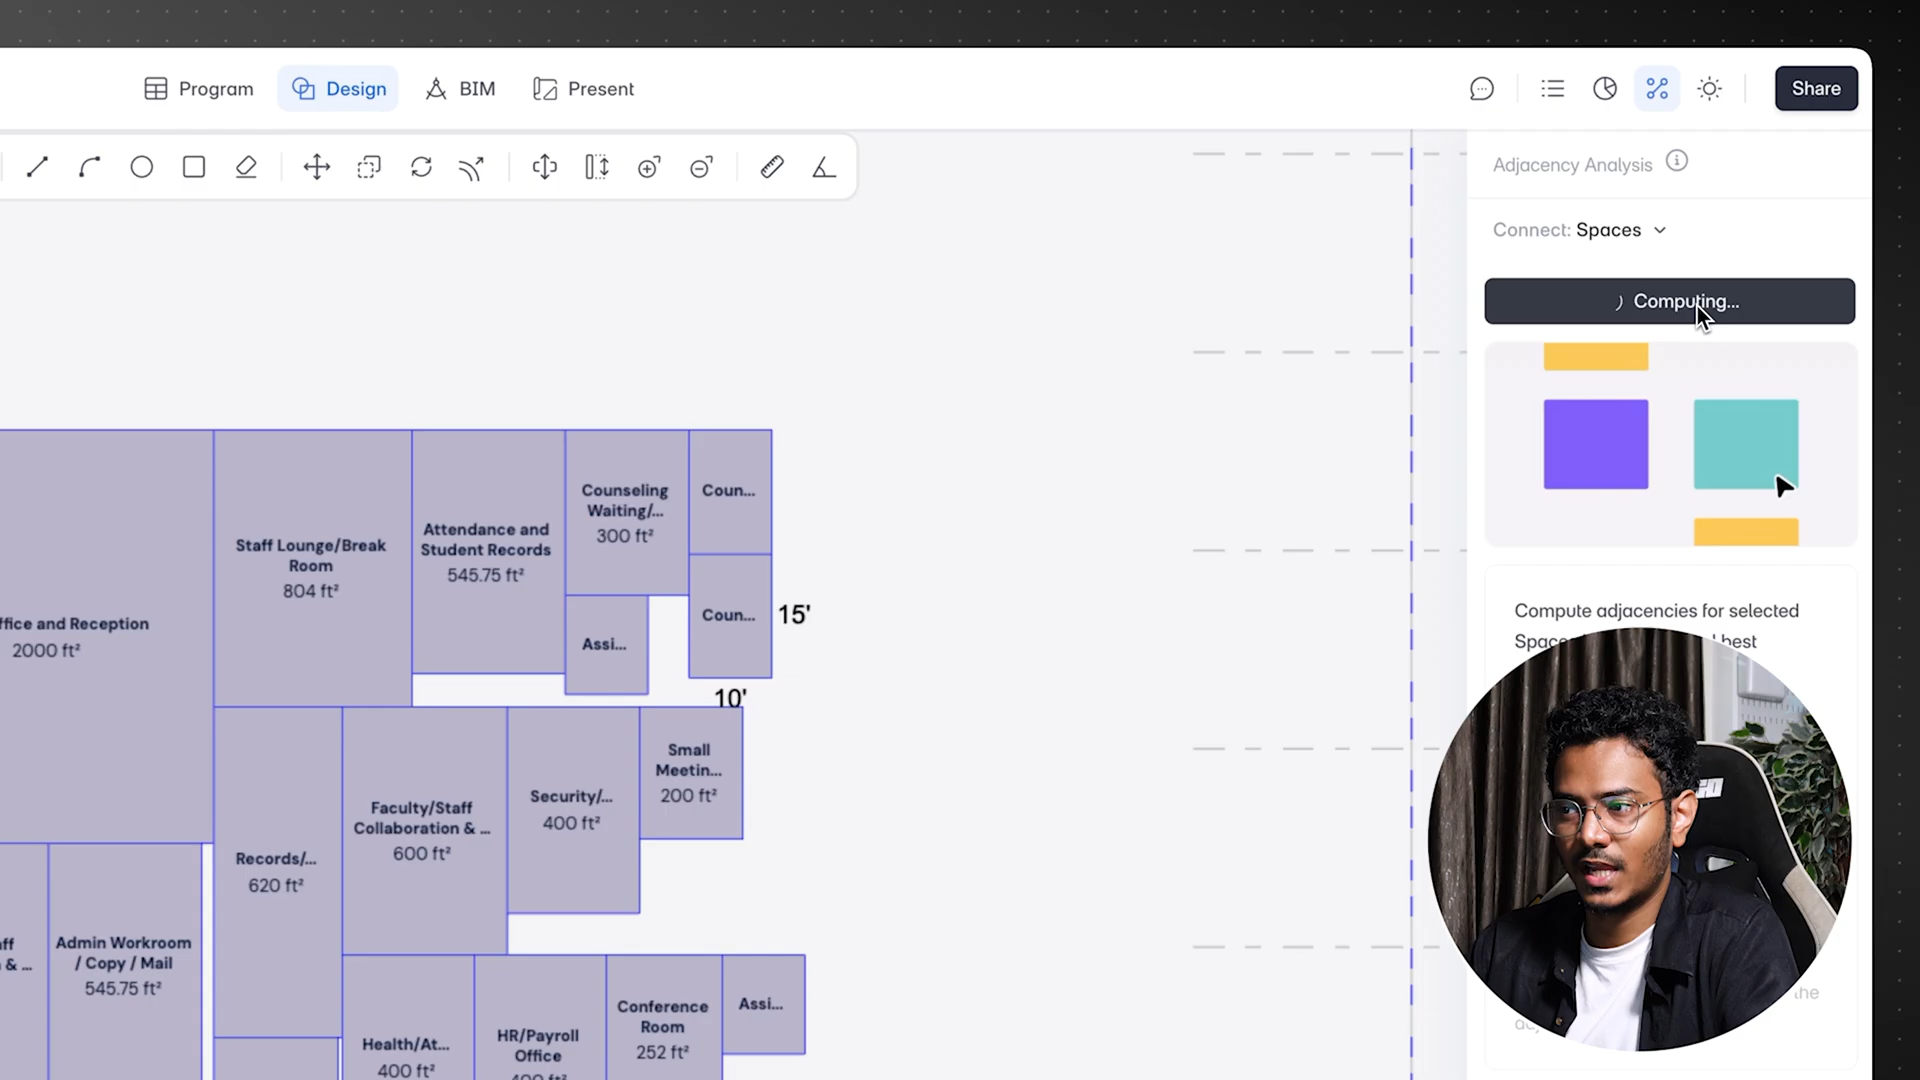 Program
Design
BIM
Present
Share
Adjacency Analysis
Connect: Spaces
Computing...
Compute adjacencies for selected
best
the
Staff Lounge/Break
Room
804 ft²
Attendance and
Student Records
545.75 ft²
Counseling
Waiting/...
300 ft²
Coun...
Coun...
15'
Assi...
10'
ffice and Reception
2000 ft²
Records/...
620 ft²
Faculty/Staff
Collaboration & ...
600 ft²
Security/...
400 ft²
Small
Meetin...
200 ft²
ff
& ...
Admin Workroom
/ Copy / Mail
545.75 ft²
Health/At...
400 ft²
HR/Payroll
Office
400 ft²
Conference
Room
252 ft²
Assi...